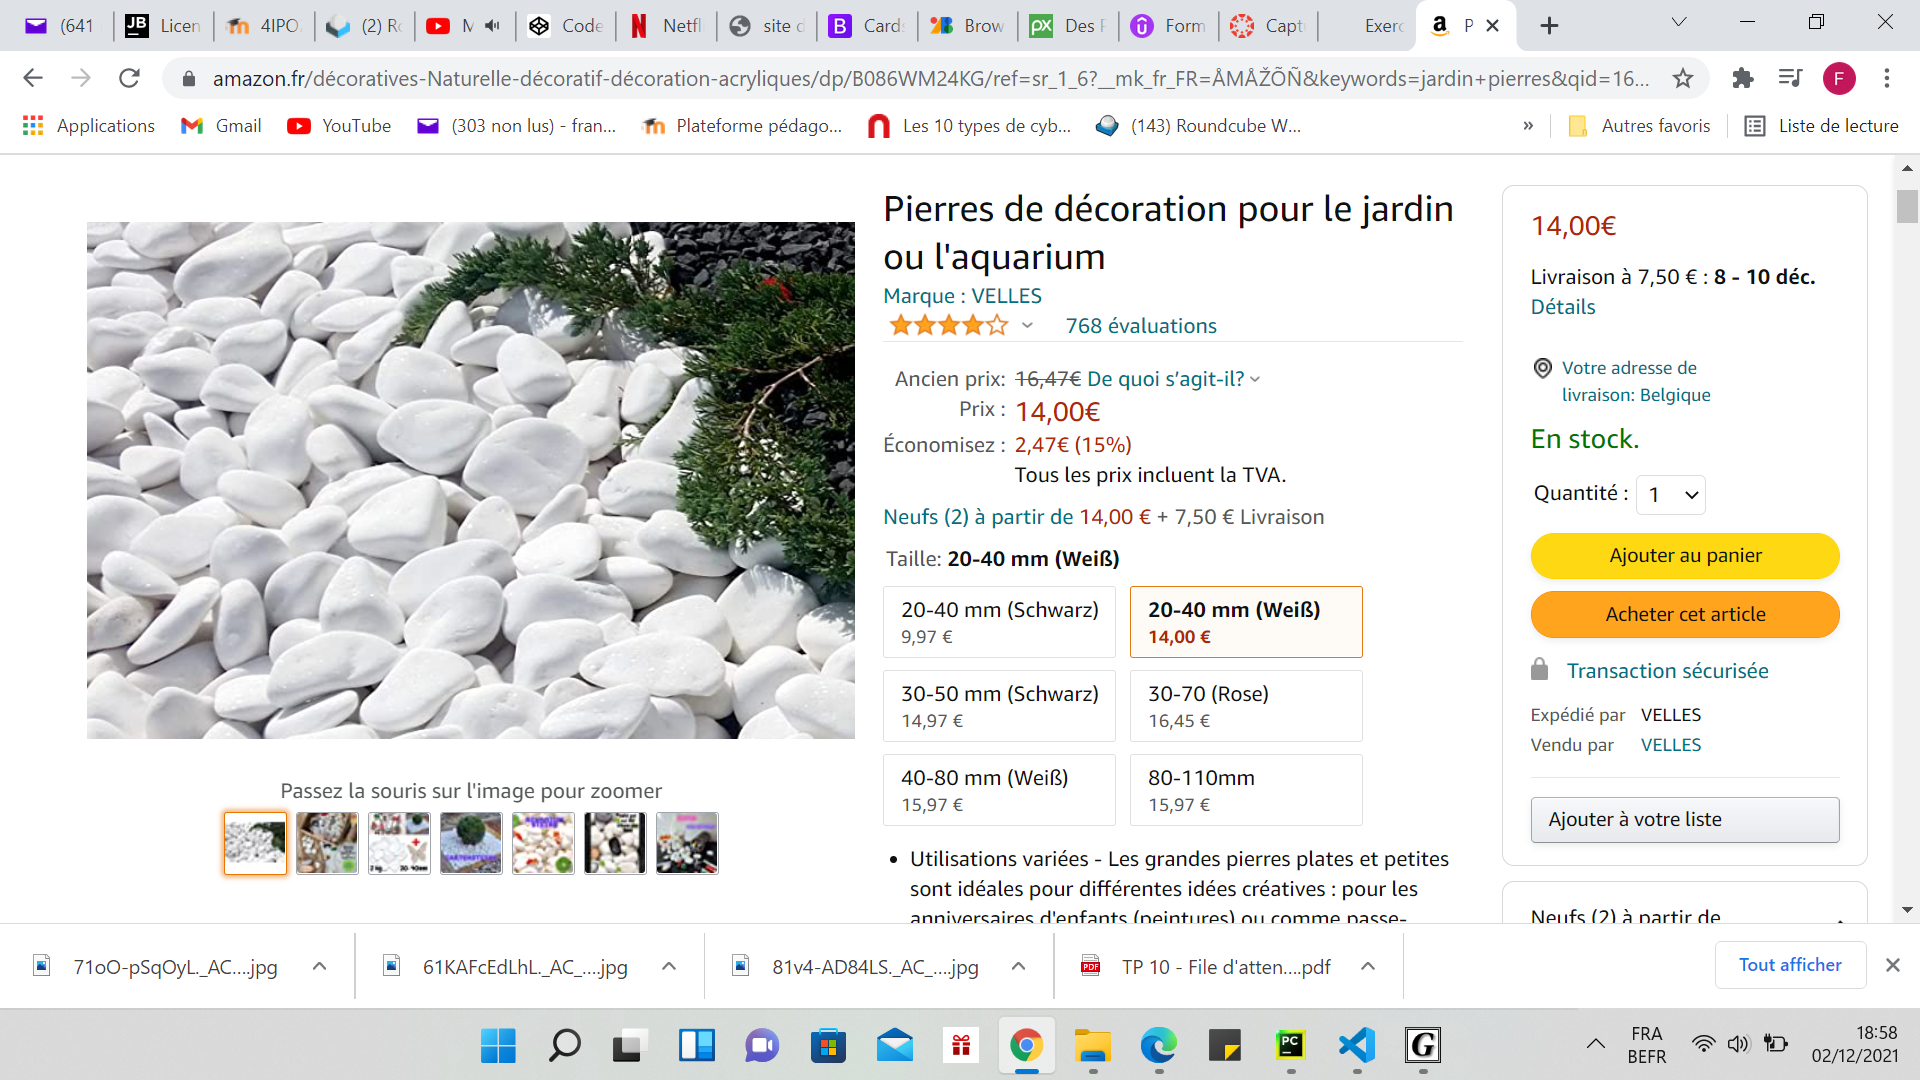 (641
Licen
4IPO
(2) Ro
M
Code
Netfl
site d
Cards
Brow
Des F
Form
Capt
Exerc
P
amazon.fr/décoratives-Naturelle-décoratif-décoration-acryliques/dp/B086WM24KG/ref=sr_1_6?__mk_fr_FR=ÅMÅŽÕÑ&keywords=jardin+pierres&qid=16...
F
Applications
Gmail
YouTube
(303 non lus) - fran...
Plateforme pédago...
Les 10 types de cyb...
(143) Roundcube W...
»
Autres favoris
Liste de lecture
Passez la souris sur l'image pour zoomer
Pierres de décoration pour le jardin
ou l'aquarium
Marque : VELLES
768 évaluations
Ancien prix: 16,47€ De quoi s’agit-il?
Prix : 14,00€
Économisez : 2,47€ (15%)
Tous les prix incluent la TVA.
Neufs (2) à partir de 14,00 € + 7,50 € Livraison
Taille: 20-40 mm (Weiß)
20-40 mm (Schwarz)
9,97 €
20-40 mm (Weiß)
14,00 €
30-50 mm (Schwarz)
14,97 €
30-70 (Rose)
16,45 €
40-80 mm (Weiß)
15,97 €
80-110mm
15,97 €
• Utilisations variées - Les grandes pierres plates et petites
sont idéales pour différentes idées créatives : pour les
anniversaires d'enfants (peintures) ou comme passe-
14,00€
Livraison à 7,50 € : 8 - 10 déc.
Détails
Votre adresse de
livraison: Belgique
En stock.
Quantité : 1
Ajouter au panier
Acheter cet article
Transaction sécurisée
Expédié par VELLES
Vendu par VELLES
Ajouter à votre liste
Neufs (2) à partir de
71oO-pSqOyL._AC....jpg
61KAFcEdLhL._AC_....jpg
81v4-AD84LS._AC_....jpg
TP 10 - File d'atten....pdf
Tout afficher
FRA
BEFR
18:58
02/12/2021